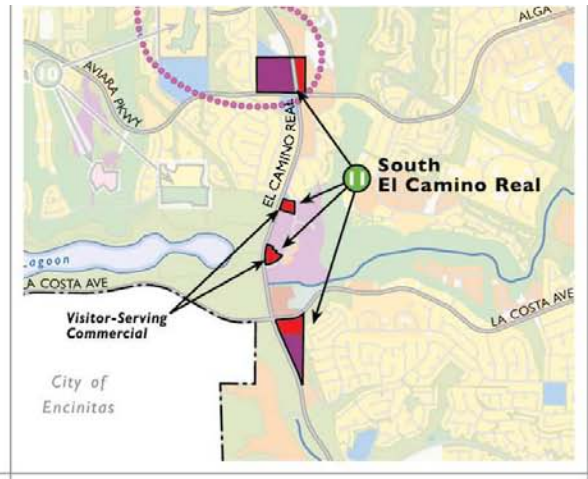 ALGA
10
AVIARA PKWY
EL CAMINO REAL
11
South
El Camino Real
Lagoon
LA COSTA AVE
Visitor-Serving
Commercial
LA COSTA AVE
City of
Encinitas